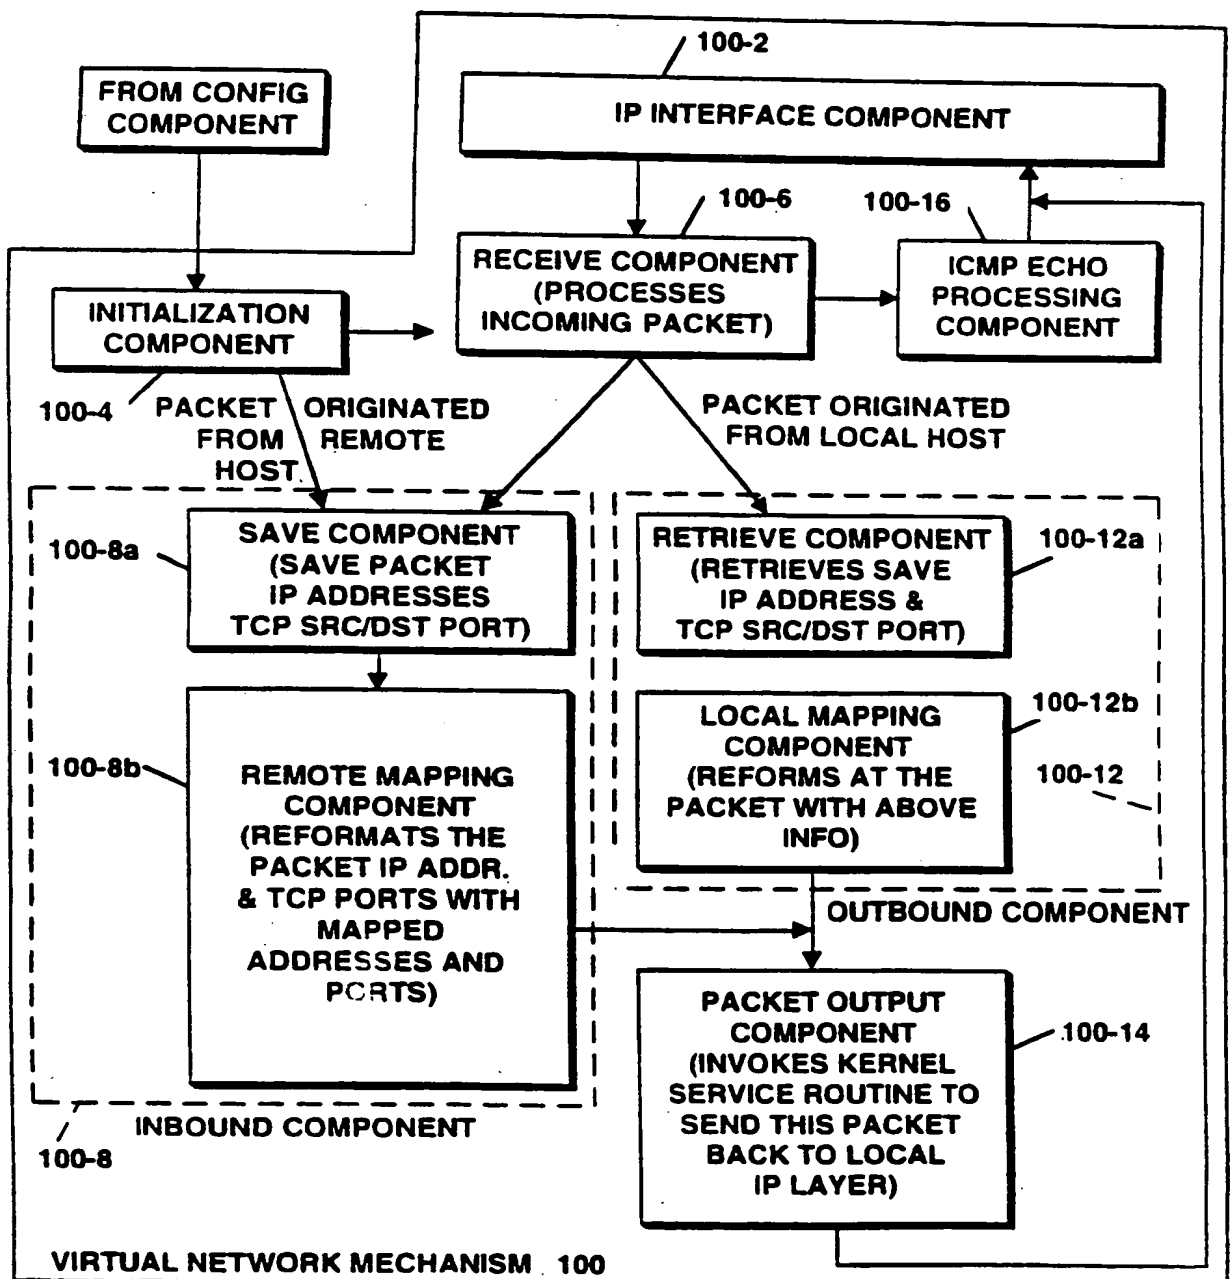 100-2
FROM CONFIG
COMPONENT
IP INTERFACE COMPONENT
100-6
100-16
RECEIVE COMPONENT
(PROCESSES
INCOMING PACKET)
ICMP ECHO
PROCESSING
COMPONENT
INITIALIZATION
COMPONENT
100-4
PACKET ORIGINATED
FROM REMOTE
HOST
PACKET ORIGINATED
FROM LOCAL HOST
100-8a
SAVE COMPONENT
(SAVE PACKET
IP ADDRESSES
TCP SRC/DST PORT)
RETRIEVE COMPONENT
(RETRIEVES SAVE
IP ADDRESS &
TCP SRC/DST PORT)
100-12a
100-8b
REMOTE MAPPING
COMPONENT
(REFORMATS THE
PACKET IP ADDR.
& TCP PORTS WITH
MAPPED
ADDRESSES AND
PORTS)
LOCAL MAPPING
COMPONENT
(REFORMS AT THE
PACKET WITH ABOVE
INFO)
100-12b
100-12
OUTBOUND COMPONENT
PACKET OUTPUT
COMPONENT
(INVOKES KERNEL
SERVICE ROUTINE TO
SEND THIS PACKET
BACK TO LOCAL
IP LAYER)
100-14
INBOUND COMPONENT
100-8
VIRTUAL NETWORK MECHANISM 100